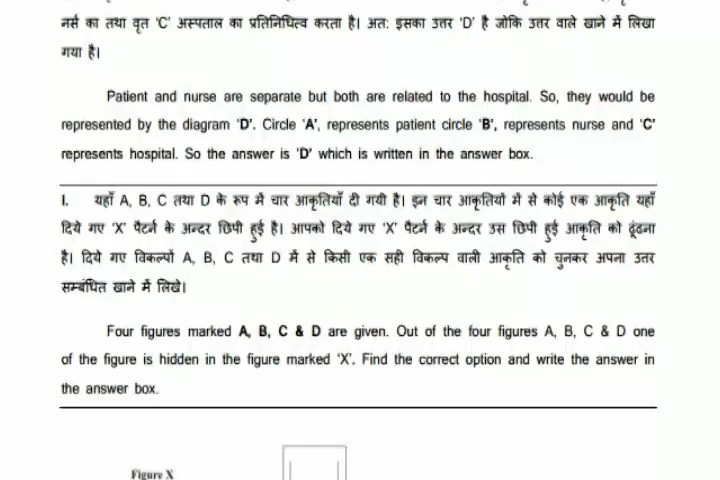 नर्स का तथा वृत 'C' अस्पताल का प्रतिनिधित्व करता है। अत: इसका उत्तर 'D' है जोकि उत्तर वाले खाने में लिखा
गया है।
Patient and nurse are separate but both are related to the hospital. So, they would be
represented by the diagram 'D'. Circle 'A', represents patient circle 'B', represents nurse and 'C'
represents hospital. So the answer is 'D' which is written in the answer box.
I. यहाँ A, B, C तथा D के रूप में चार आकृतियाँ दी गयी है। इन चार आकृतियों में से कोई एक आकृति यहाँ
दिये गए 'X' पैटर्न के अन्दर छिपी हुई है। आपको दिये गए 'X' पैटर्न के अन्दर उस छिपी हुई आकृति को ढूंढना
है। दिये गए विकल्पों A, B, C तथा D में से किसी एक सही विकल्प वाली आकृति को चुनकर अपना उत्तर
सम्बंधित खाने में लिखे।
Four figures marked A, B, C & D are given. Out of the four figures A, B, C & D one
of the figure is hidden in the figure marked 'X'. Find the correct option and write the answer in
the answer box.
Figure X